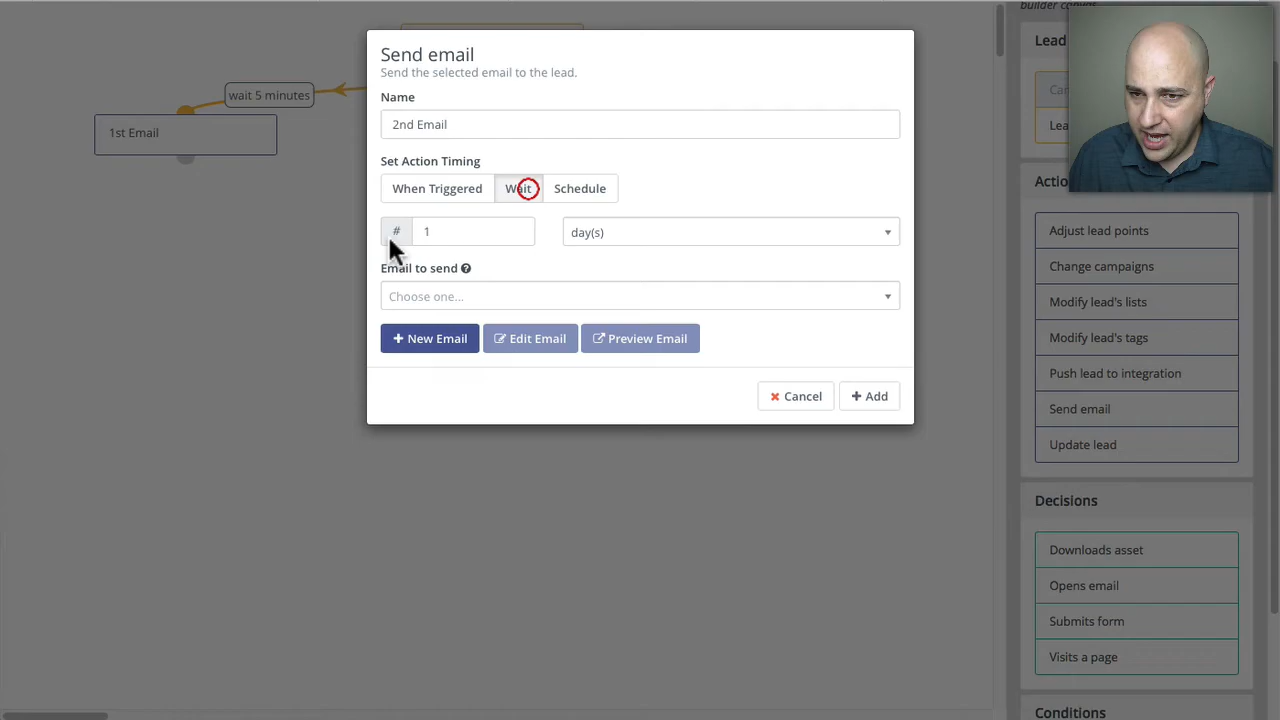 builder canvas.
Send email
Send the selected email to the lead.
Name
2nd Email
Set Action Timing
When Triggered
Wait
Schedule
#
1
day(s)
Email to send
Choose one...
+ New Email
Edit Email
Preview Email
Cancel
+ Add
wait 5 minutes
1st Email
Lead
Lea
Actio
Adjust lead points
Change campaigns
Modify lead's lists
Modify lead's tags
Push lead to integration
Send email
Update lead
Decisions
Downloads asset
Opens email
Submits form
Visits a page
Conditions